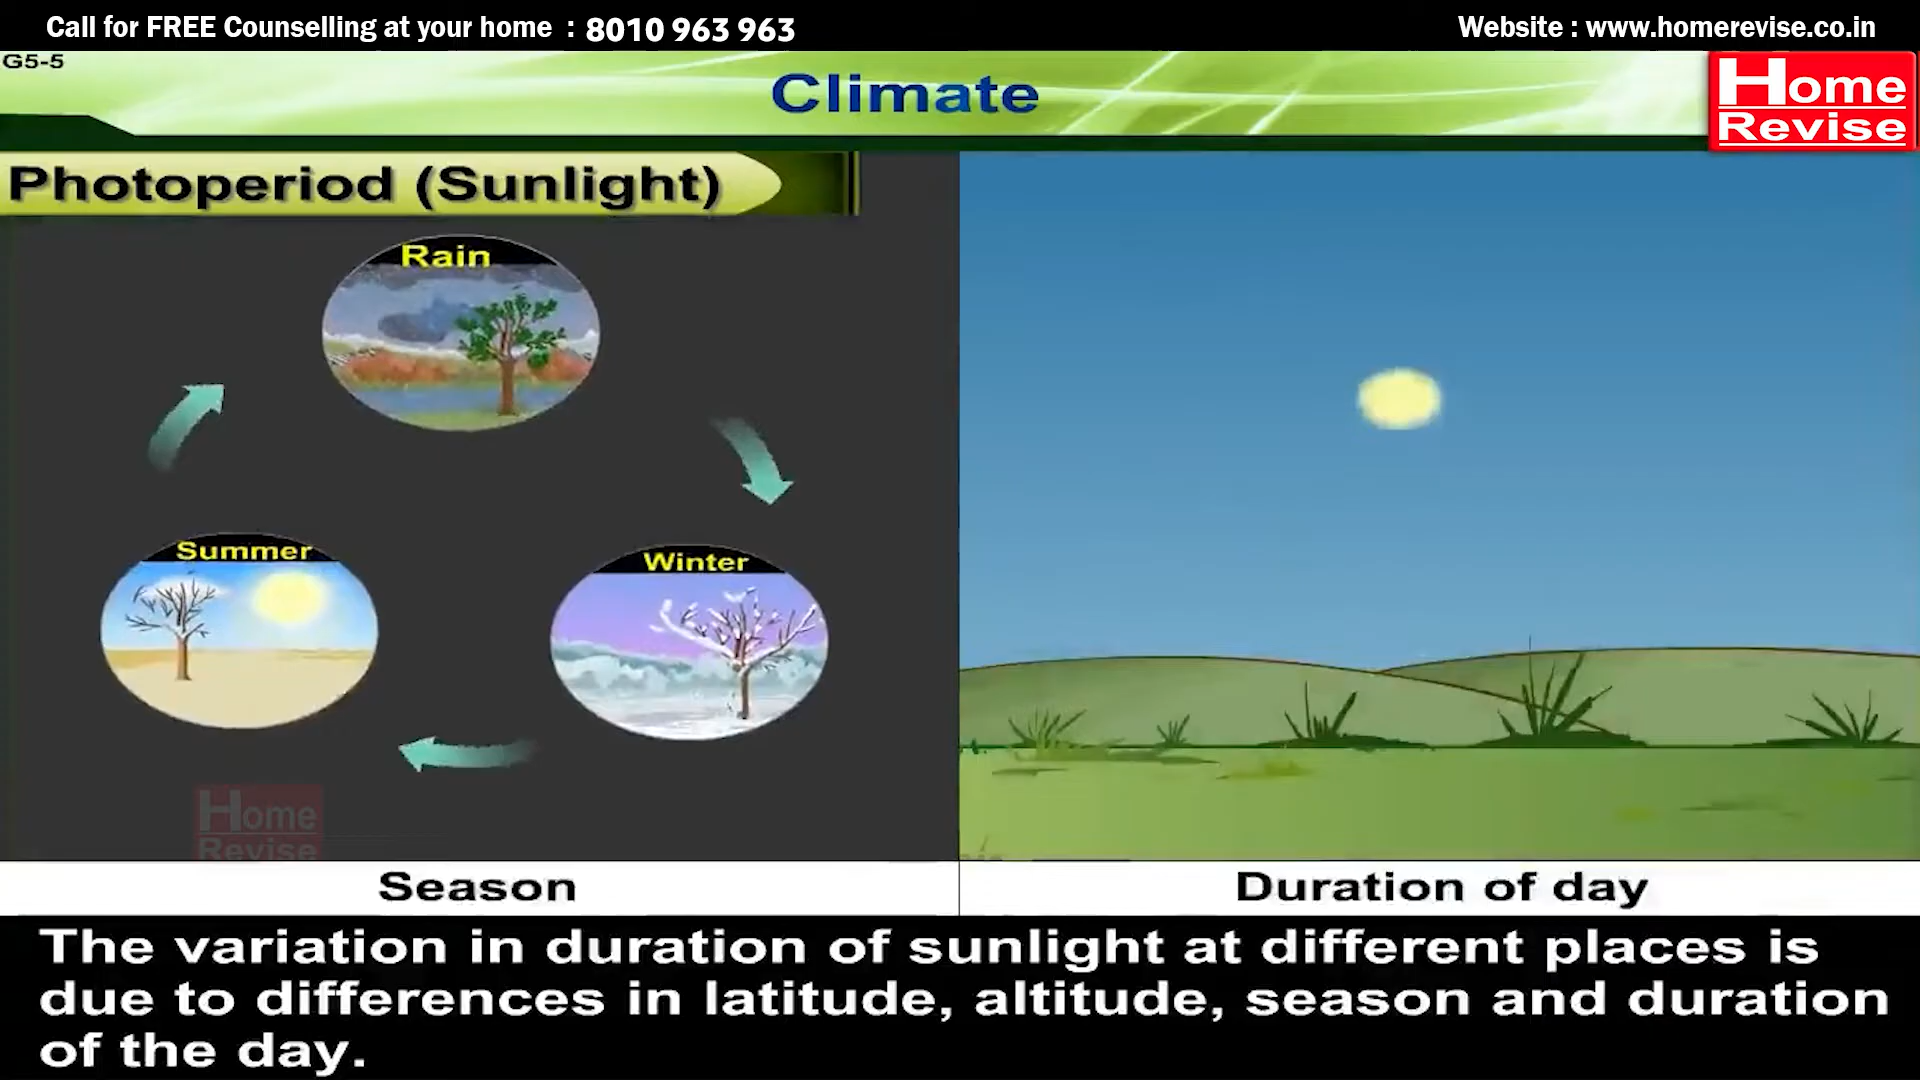 Call for FREE Counselling at your home : 8010 963 963
Website : www.homerevise.co.in
G5-5
Climate
Home
Revise
Photoperiod (Sunlight)
Rain
Summer
Winter
Home
Revise
Season
Duration of day
The variation in duration of sunlight at different places is
due to differences in latitude, altitude, season and duration
of the day.